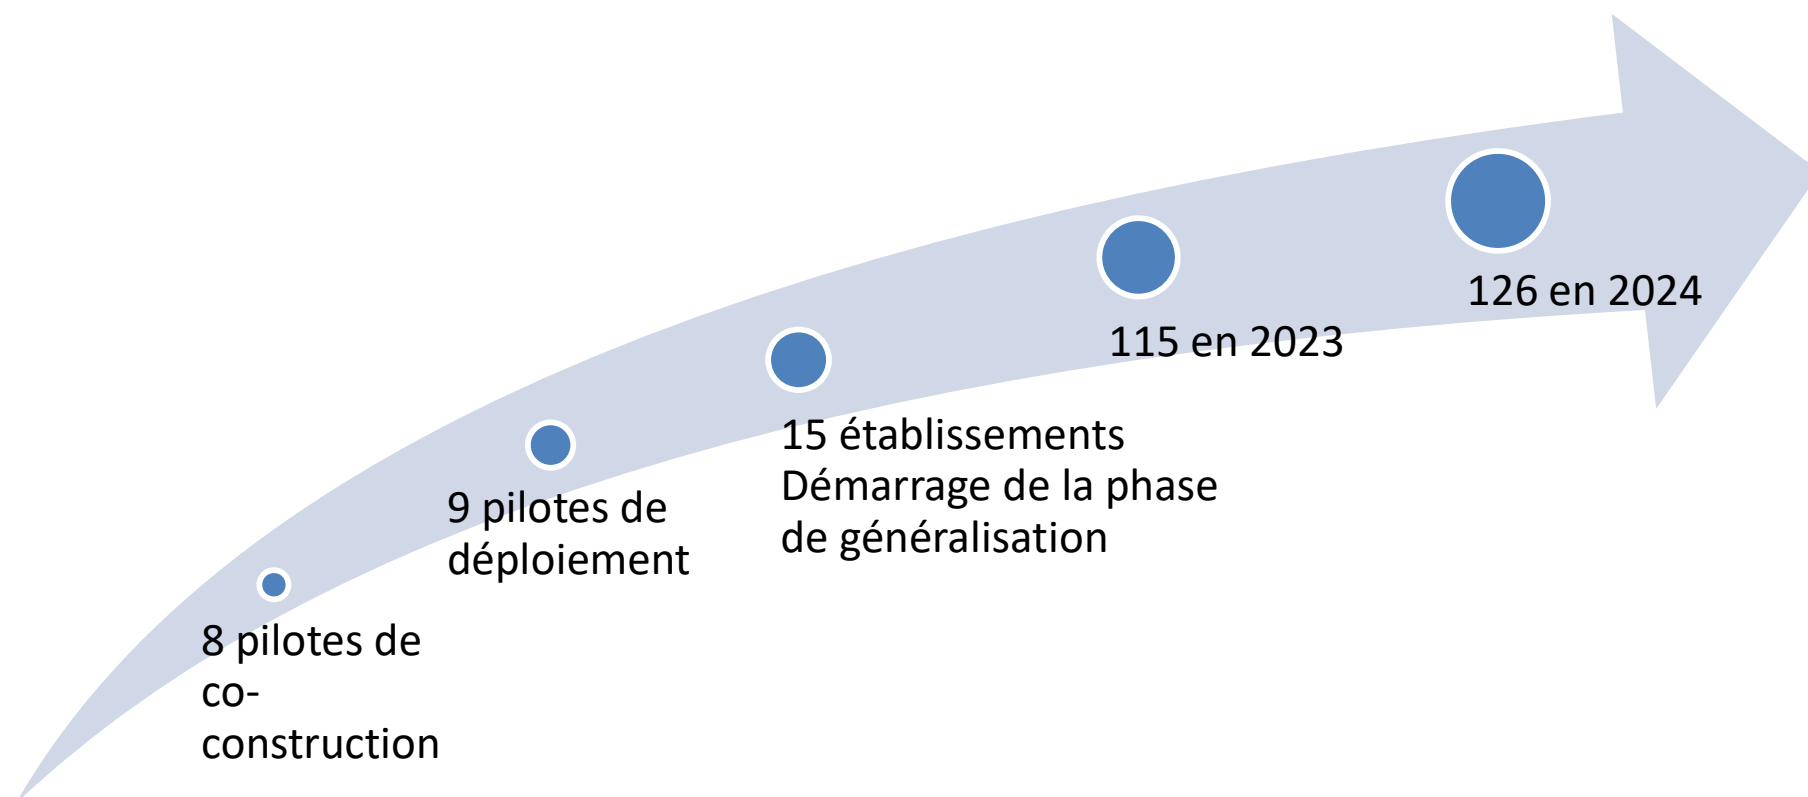 8 pilotes de
co-
construction
9 pilotes de
déploiement
15 établissements
Démarrage de la phase
de généralisation
115 en 2023
126 en 2024